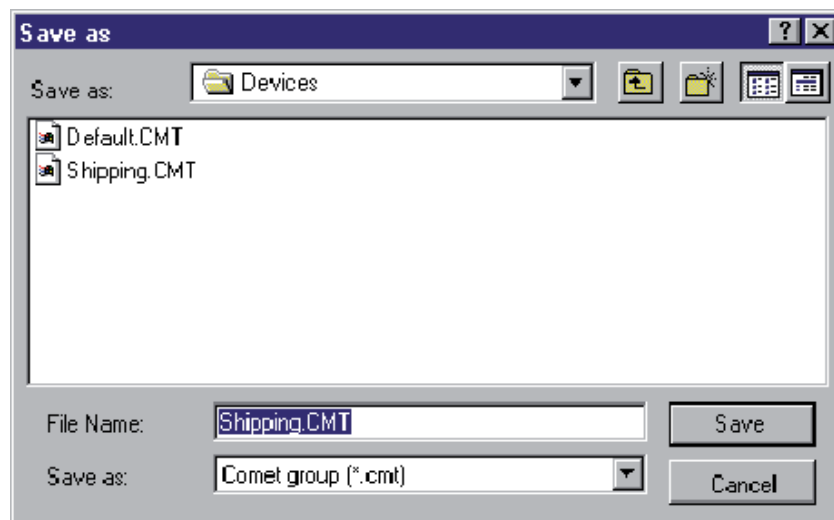 Save as
Save as: Devices
Default.CMT
Shipping.CMT
File Name: Shipping.CMT Save
Save as: Comet group (*.cmt) Cancel